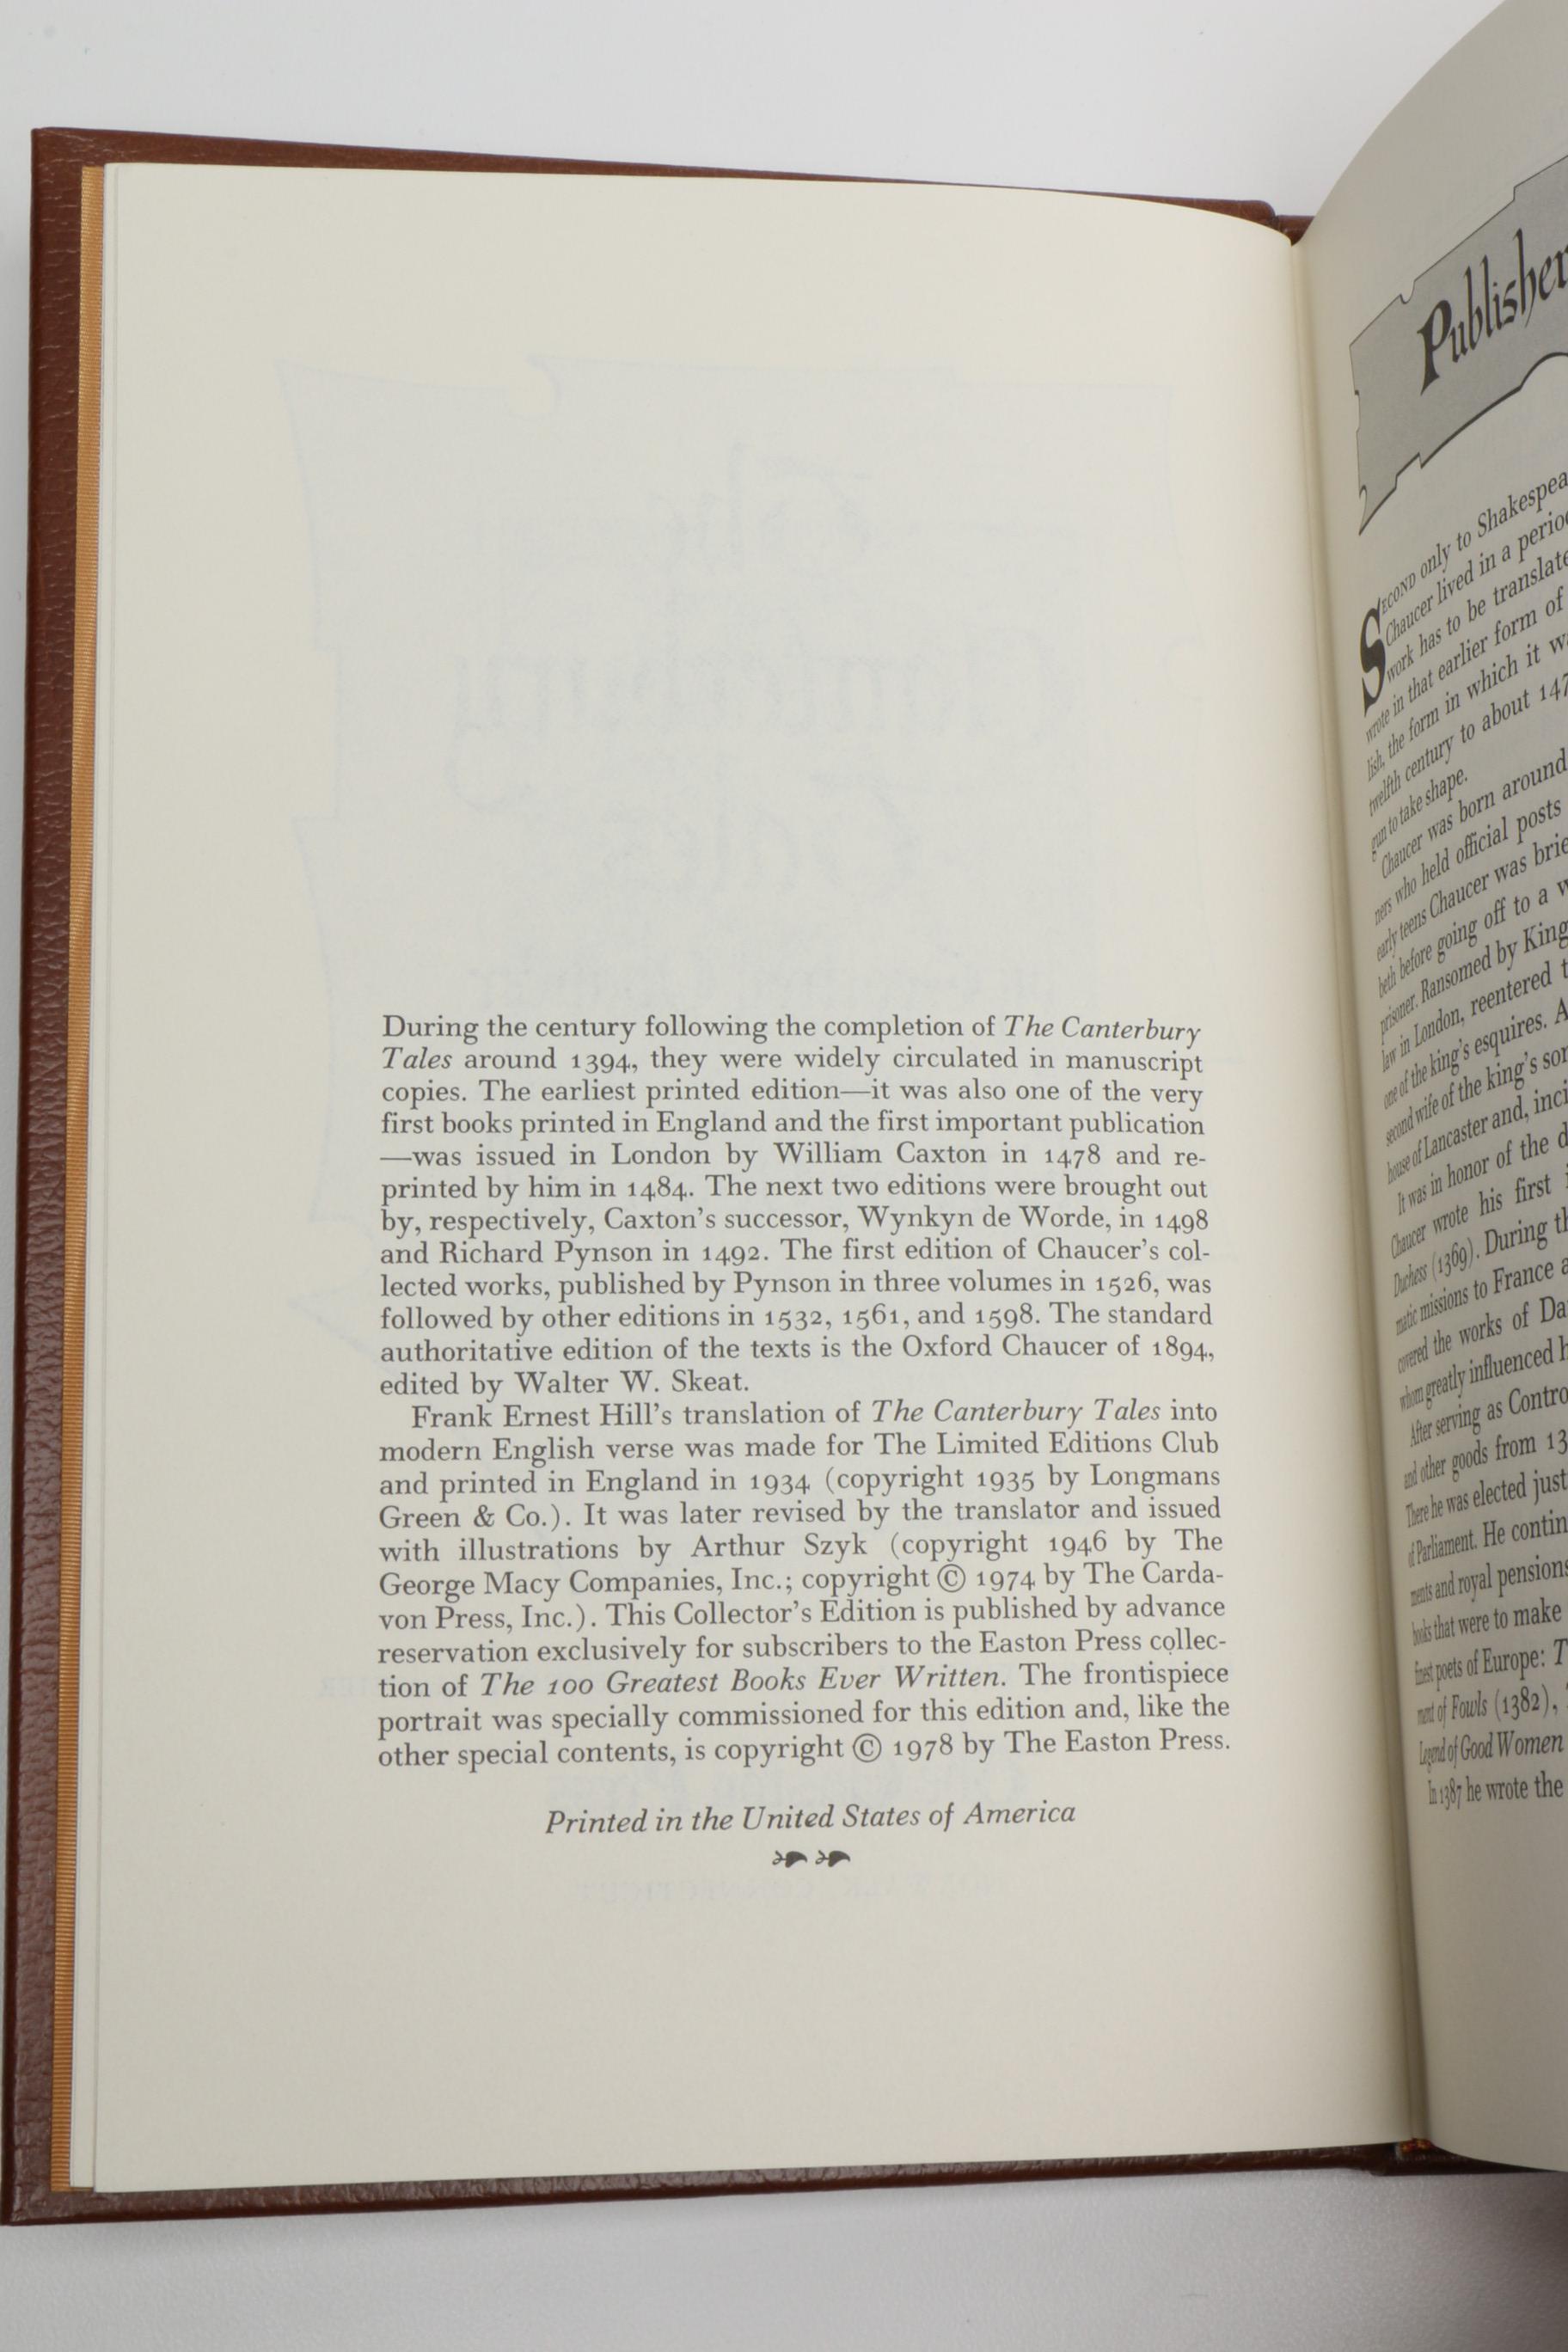 During the century following the completion of The Canterbury
Tales around 1394, they were widely circulated in manuscript
copies. The earliest printed edition—it was also one of the very
first books printed in England and the first important publication
—was issued in London by William Caxton in 1478 and re-
printed by him in 1484. The next two editions were brought out
by, respectively, Caxton's successor, Wynkyn de Worde, in 1498
and Richard Pynson in 1492. The first edition of Chaucer's col-
lected works, published by Pynson in three volumes in 1526, was
followed by other editions in 1532, 1561, and 1598. The standard
authoritative edition of the texts is the Oxford Chaucer of 1894,
edited by Walter W. Skeat.
Frank Ernest Hill's translation of The Canterbury Tales into
modern English verse was made for The Limited Editions Club
and printed in England in 1934 (copyright 1935 by Longmans
Green & Co.). It was later revised by the translator and issued
with illustrations by Arthur Szyk (copyright 1946 by The
George Macy Companies, Inc.; copyright © 1974 by The Carda-
von Press, Inc.). This Collector's Edition is published by advance
reservation exclusively for subscribers to the Easton Press collec-
tion of The 100 Greatest Books Ever Written. The frontispiece
portrait was specially commissioned for this edition and, like the
other special contents, is copyright © 1978 by The Easton Press.
Printed in the United States of America
Publisher
SECOND only to Shakespea
Chaucer lived in a perio
work has to be translate
wrote in that earlier form of
lish, the form in which it w
twelfth century to about 147
gun to take shape.
Chaucer was born around
ners who held official posts
early teens Chaucer was brie
beth before going off to a w
prisoner. Ransomed by King
law in London, reentered t
one of the king's esquires. A
second wife of the king's son
house of Lancaster and, inci
It was in honor of the d
Chaucer wrote his first i
Duchess (1369). During th
matic missions to France a
covered the works of Da
whom greatly influenced h
After serving as Contro
and other goods from 13
There he was elected just
of Parliament. He contin
ments and royal pensions
books that were to make
finest poets of Europe: T
ment of Fowls (1382),
Legend of Good Women
In 1387 he wrote the